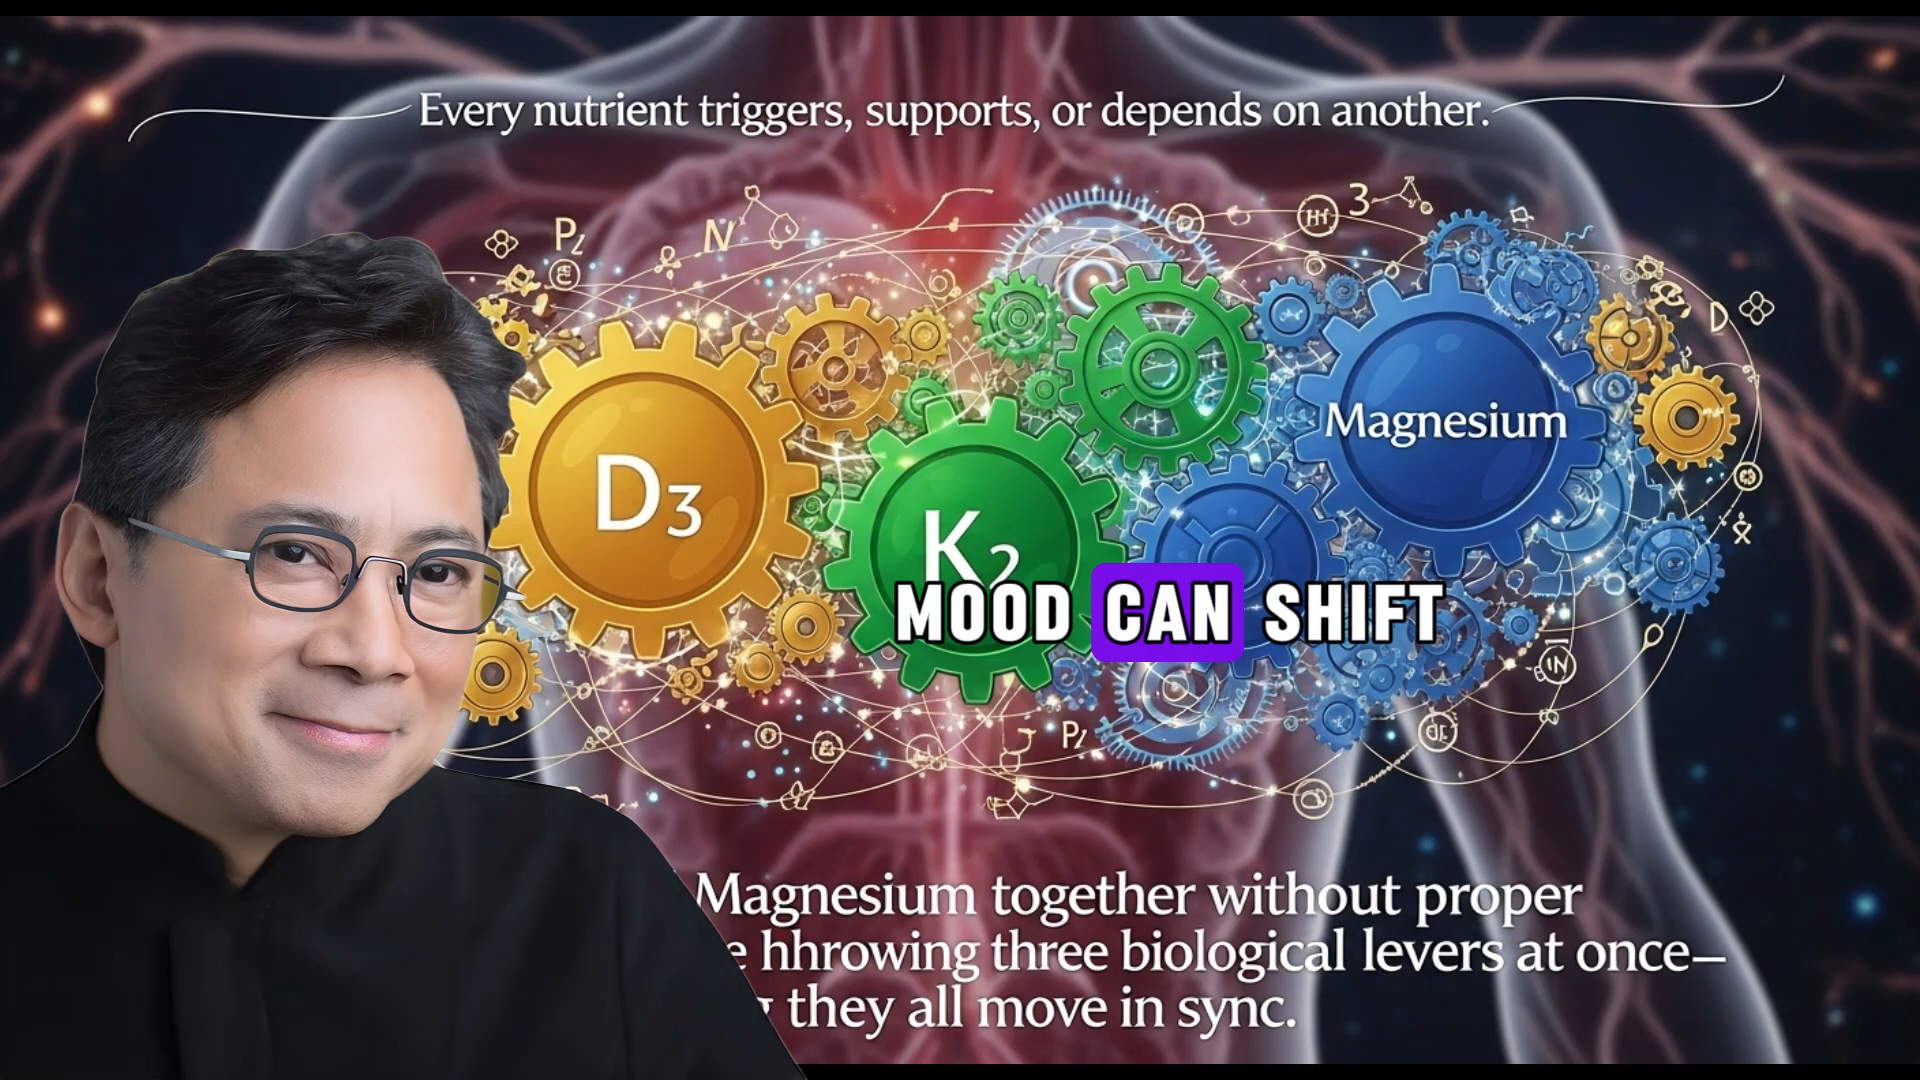 Every nutrient triggers, supports, or depends on another.
D3
K2
Magnesium
MOOD CAN SHIFT
Magnesium together without proper
hhrowing three biological levers at once—
they all move in sync.